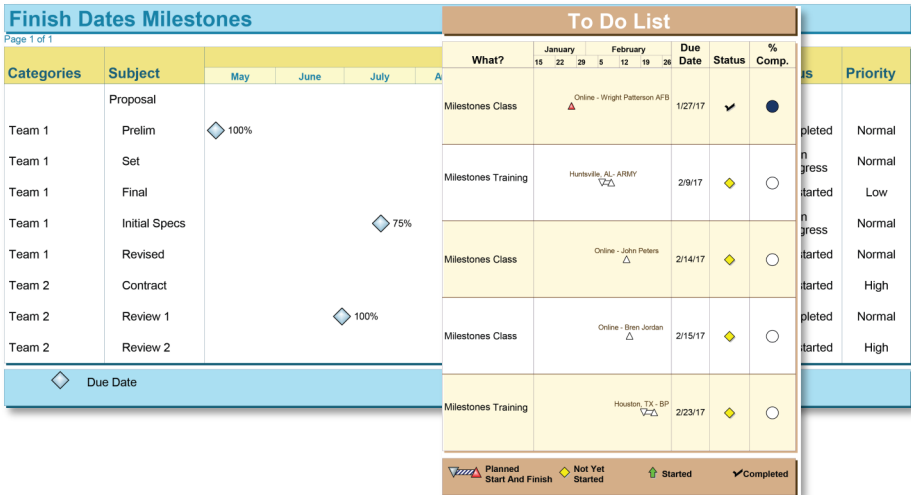 Finish Dates Milestones
Page 1 of 1
Categories Subject May June July Priority
Proposal
Team 1 Prelim 100% Normal
Team 1 Set Normal
Team 1 Final Low
Team 1 Initial Specs 75% Normal
Team 1 Revised Normal
Team 2 Contract High
Team 2 Review 1 100% Normal
Team 2 Review 2 High
Due Date
To Do List
What? January February Due Date Status % Comp.
15 22 29 5 12 19 26
Milestones Class Online - Wright Patterson AFB 1/27/17
Milestones Training Huntsville, AL- ARMY 2/9/17
Milestones Class Online - John Peters 2/14/17
Milestones Class Online - Bren Jordan 2/15/17
Milestones Training Houston, TX - BP 2/23/17
Planned Start And Finish
Not Yet Started
Started
Completed